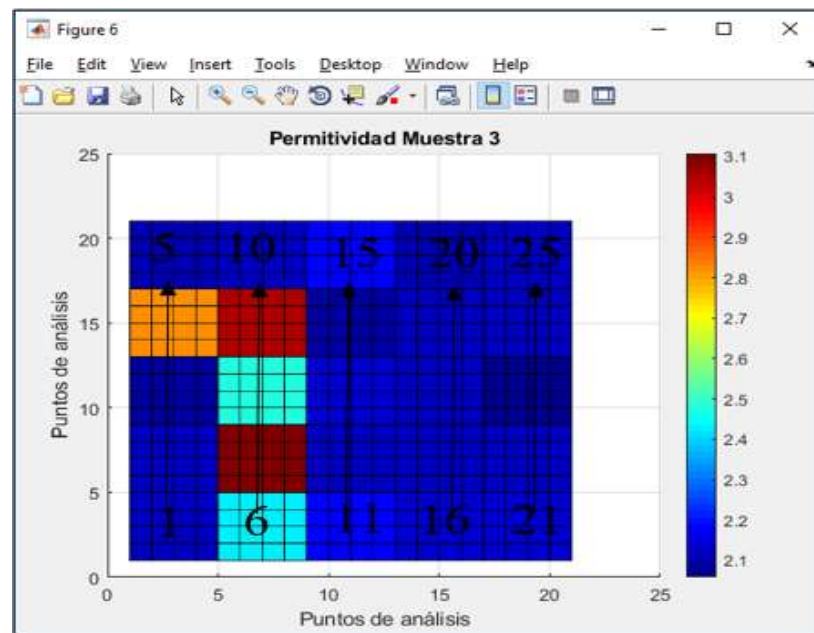 Figure 6
File Edit View Insert Tools Desktop Window Help
Permitividad Muestra 3
25
20
15
10
5
0
Puntos de análisis
5 10 15 20 25
1 6 11 16 21
0 5 10 15 20 25
Puntos de análisis
3.1
3
2.9
2.8
2.7
2.6
2.5
2.4
2.3
2.2
2.1